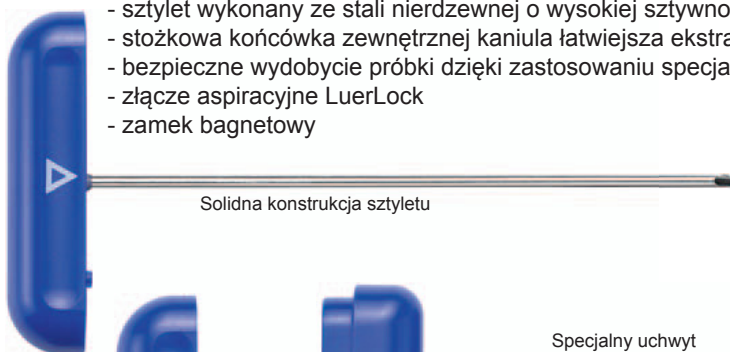 - sztylet wykonany ze stali nierdzewnej o wysokiej
- stożkowa końcówka zewnętrznej kaniula łatwiejsza
- bezpieczne wydobycie próbki dzięki zastosowaniu
- złącze aspiracyjne LuerLock
- zamek bagnetowy
Solidna konstrukcja sztyletu
Specjalny uchwyt